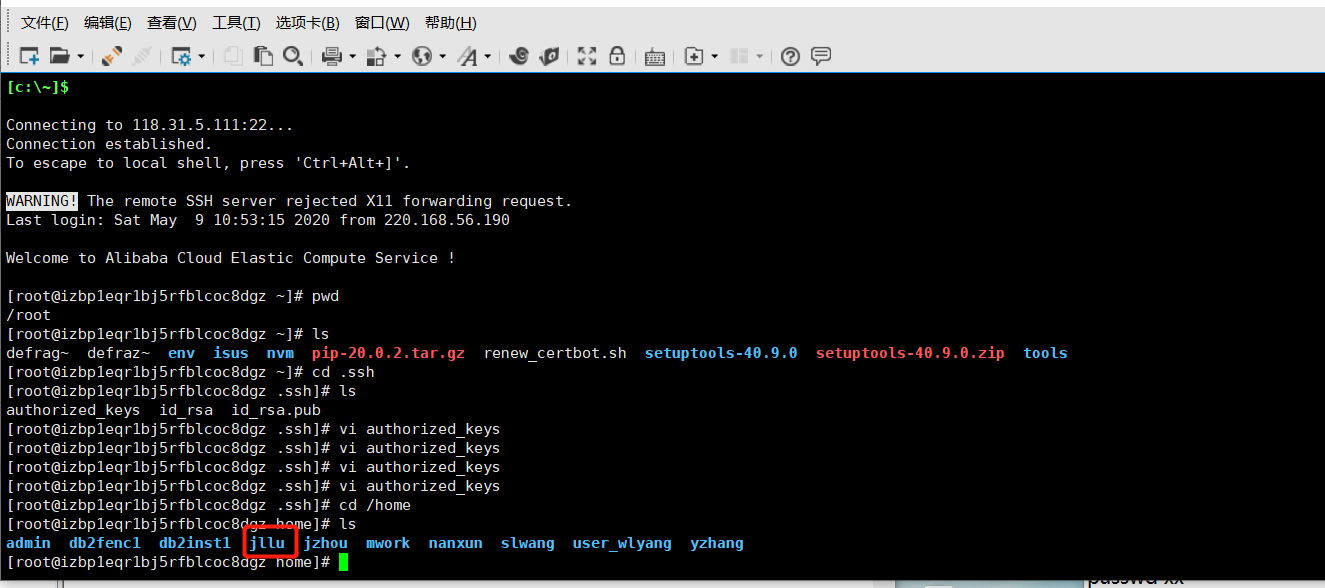 文件(F) 编辑(E) 查看(V) 工具(T) 选项卡(B) 窗口(W) 帮助(H)
[c:\~]$
Connecting to 118.31.5.111:22...
Connection established.
To escape to local shell, press 'Ctrl+Alt+]'.
WARNING! The remote SSH server rejected X11 forwarding request.
Last login: Sat May  9 10:53:15 2020 from 220.168.56.190
Welcome to Alibaba Cloud Elastic Compute Service !
[root@izbp1eqr1bj5rfblcoc8dgz ~]# pwd
/root
[root@izbp1eqr1bj5rfblcoc8dgz ~]# ls
defrag~  defraz~  env  isus  nvm  pip-20.0.2.tar.gz  renew_certbot.sh  setuptools-40.9.0  setuptools-40.9.0.zip  tools
[root@izbp1eqr1bj5rfblcoc8dgz ~]# cd .ssh
[root@izbp1eqr1bj5rfblcoc8dgz .ssh]# ls
authorized_keys  id_rsa  id_rsa.pub
[root@izbp1eqr1bj5rfblcoc8dgz .ssh]# vi authorized_keys
[root@izbp1eqr1bj5rfblcoc8dgz .ssh]# vi authorized_keys
[root@izbp1eqr1bj5rfblcoc8dgz .ssh]# vi authorized_keys
[root@izbp1eqr1bj5rfblcoc8dgz .ssh]# vi authorized_keys
[root@izbp1eqr1bj5rfblcoc8dgz .ssh]# cd /home
[root@izbp1eqr1bj5rfblcoc8dgz home]# ls
admin  db2fenc1  db2inst1  jllu  jzhou  mwork  nanxun  slwang  user_wlyang  yzhang
[root@izbp1eqr1bj5rfblcoc8dgz home]#